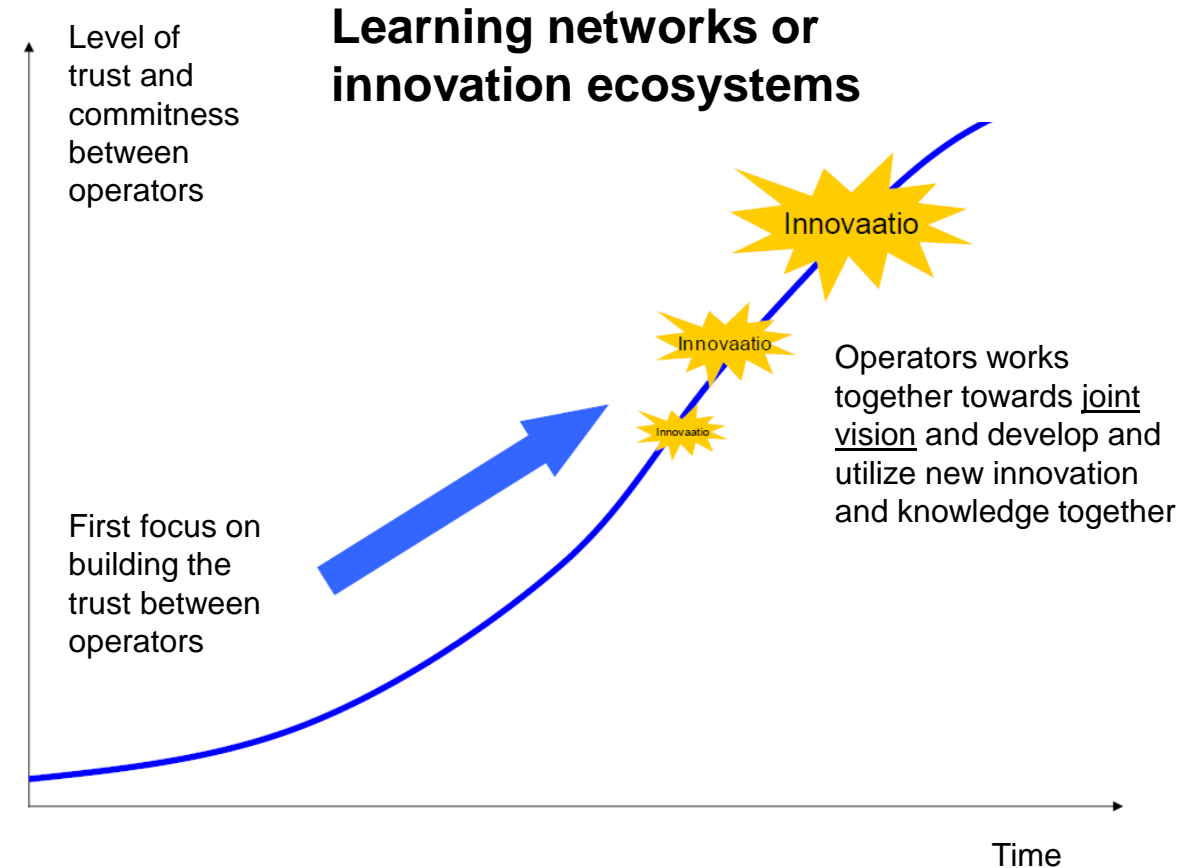 Learning networks or
innovation ecosystems
Level of
trust and
commitness
between
operators
Innovaatio
Innovaatio
Innovaatio
Operators works
together towards joint
vision and develop and
utilize new innovation
and knowledge together
First focus on
building the
trust between
operators
Time